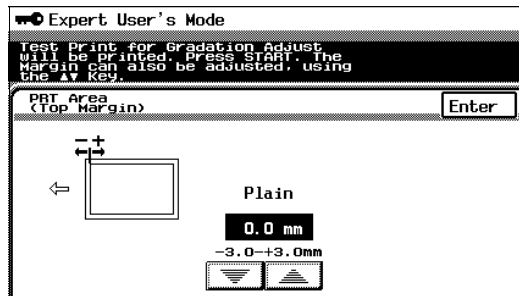 Expert User's Mode
Test Print for Gradation Adjust
will be printed. Press START. The
Margin can also be adjusted, using
the ▲▼ Key.
PRT Area
(Top Margin)
Enter
- +
Plain
0.0 mm
-3.0-+3.0mm